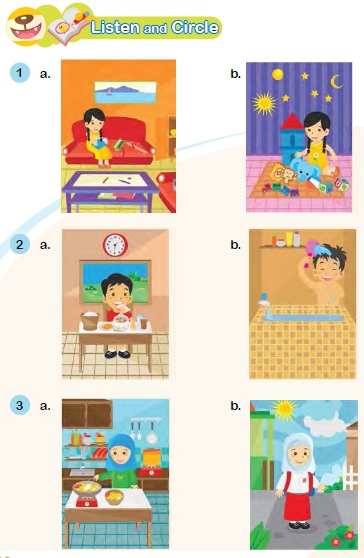 Listen and Circle
1 a. b.
2 a. b.
3 a. b.